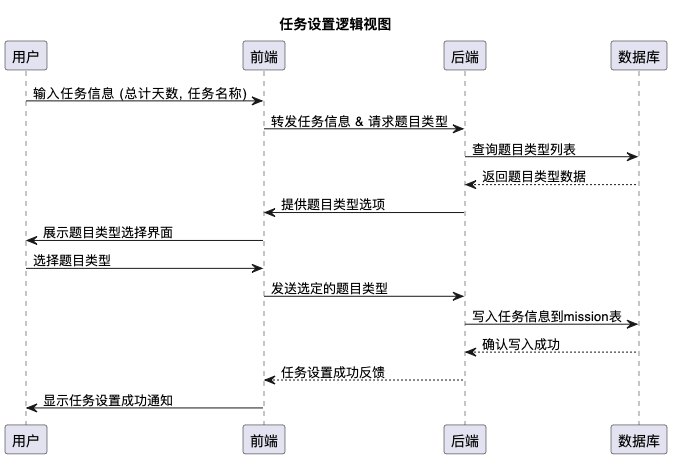 任务设置逻辑视图
用户 前端 后端 数据库
输入任务信息 (总计天数, 任务名称)
转发任务信息 & 请求题目类型
查询题目类型列表
返回题目类型数据
提供题目类型选项
展示题目类型选择界面
选择题目类型
发送选定的题目类型
写入任务信息到mission表
确认写入成功
任务设置成功反馈
显示任务设置成功通知
用户 前端 后端 数据库